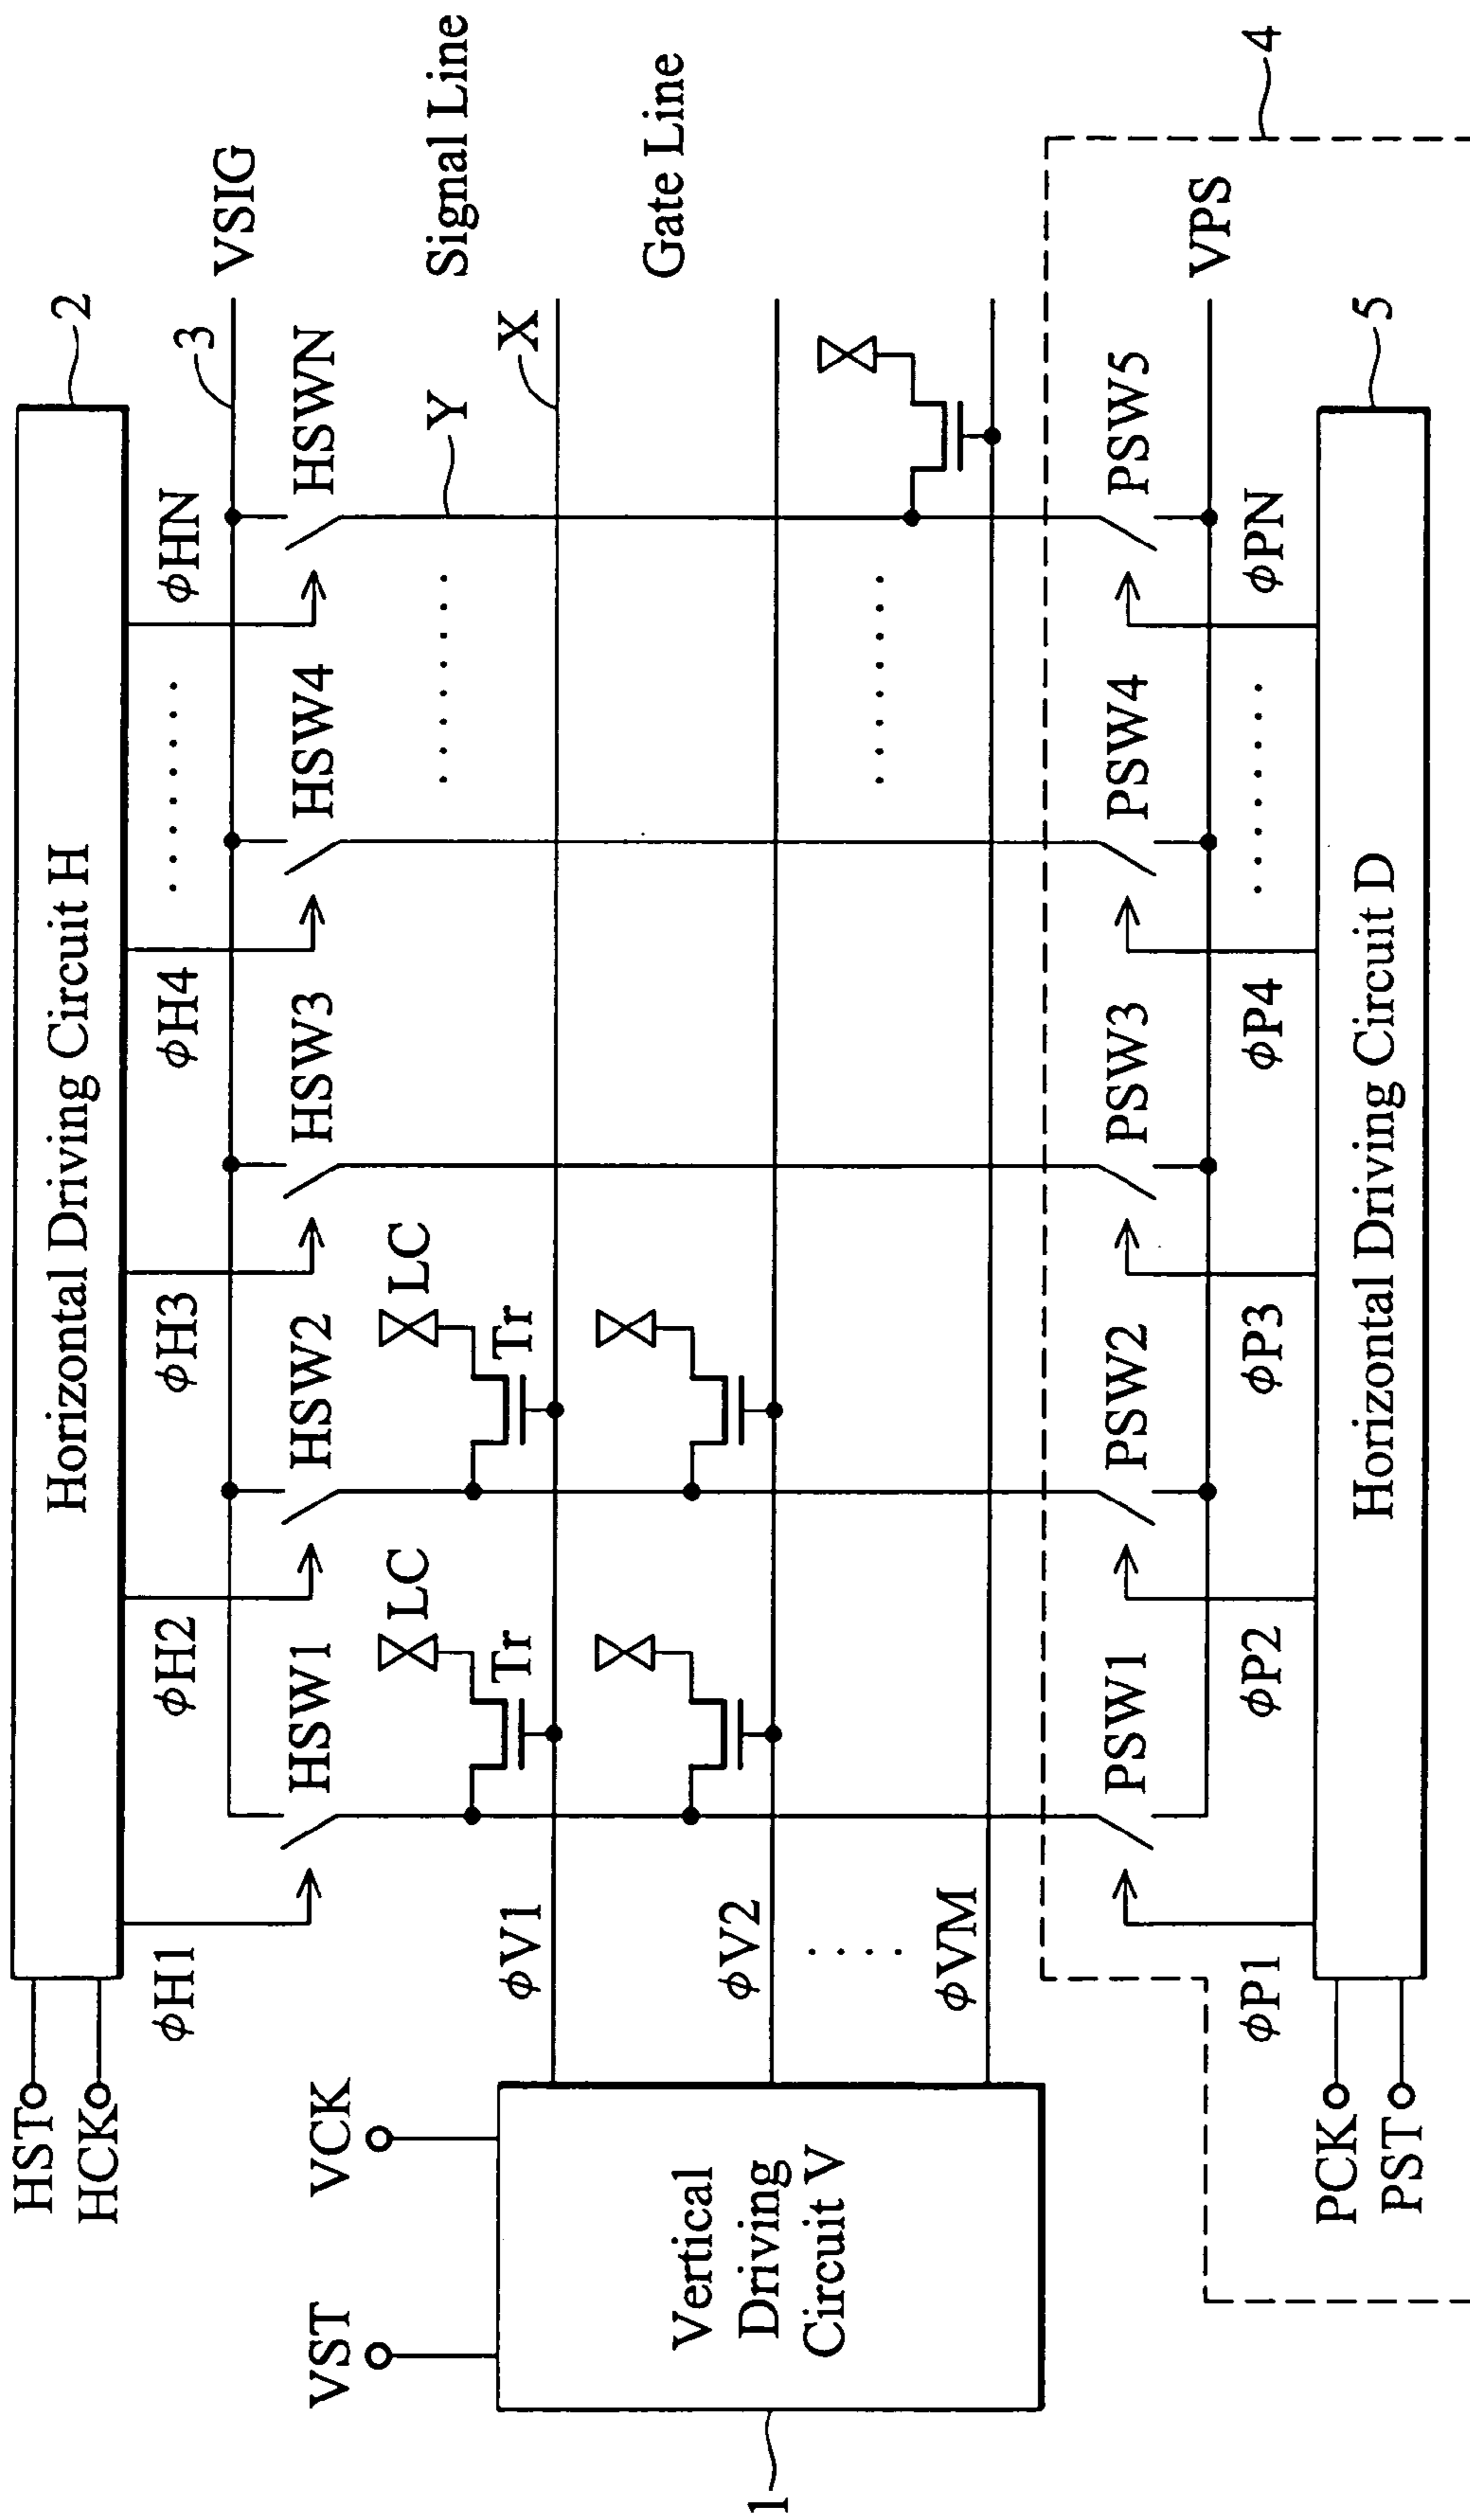 HST
HCK
Horizontal Driving Circuit H
2
φH1
φH2
φH3
φH4
φHN
3
VSIG
HSW1
HSW2
HSW3
HSW4
HSWN
VST
VCK
LC
LC
Y
Signal Line
Tr
Tr
X
φV1
Gate Line
Vertical
Driving
Circuit V
1
φV2
φVM
PSW1
PSW2
PSW3
PSW4
PSW5
VPS
4
φP1
φP2
φP3
φP4
φPN
PCK
PST
Horizontal Driving Circuit D
5